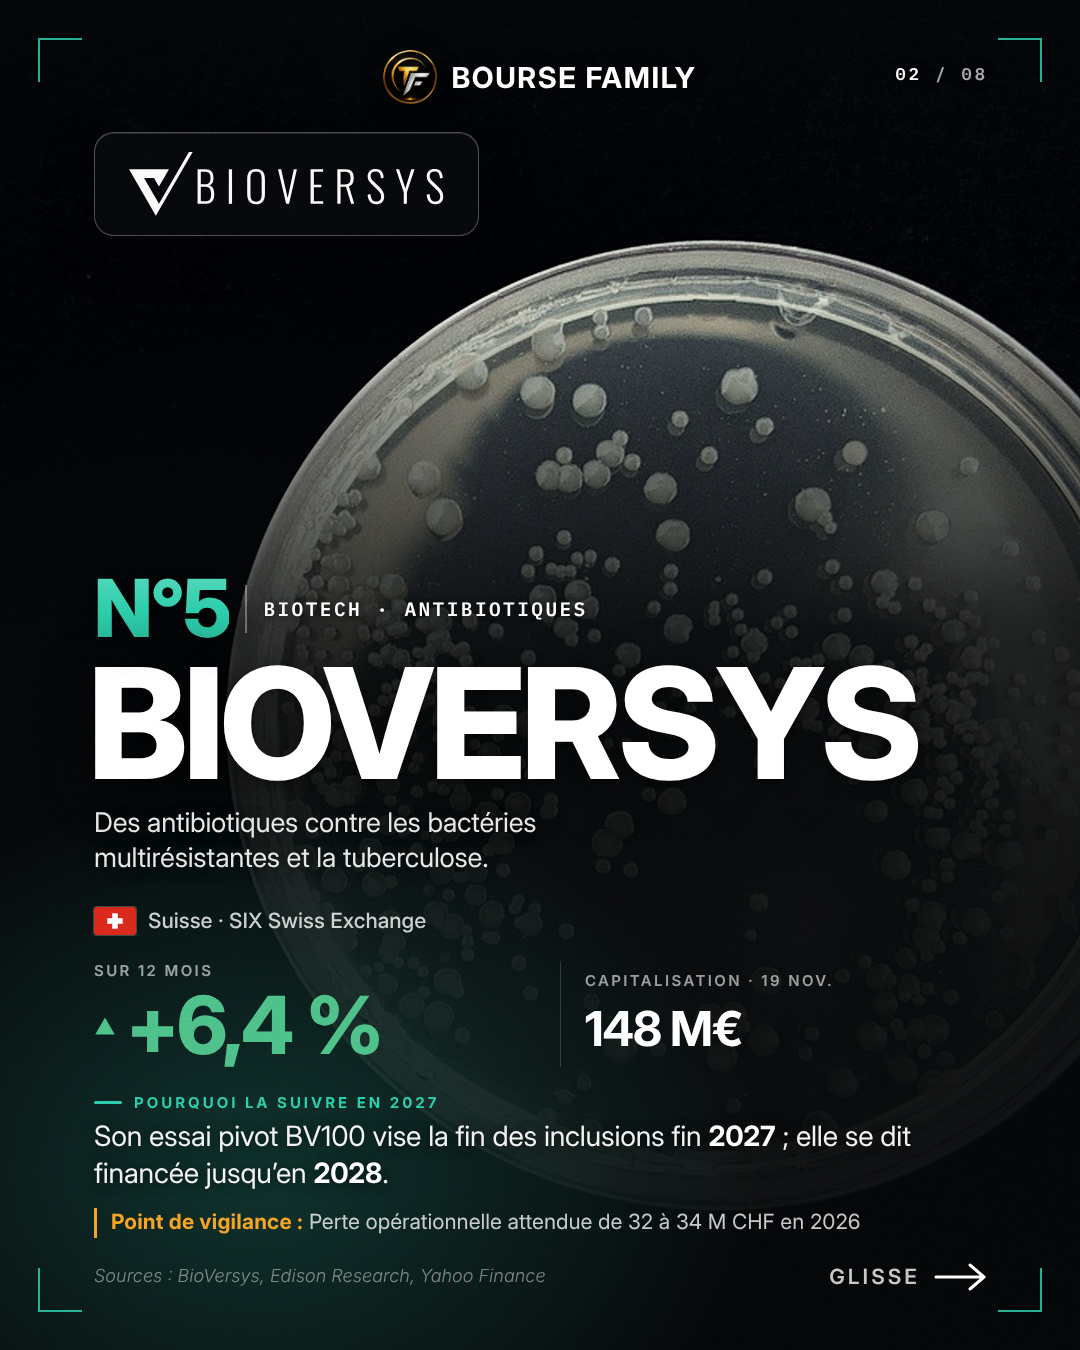 TF BOURSE FAMILY
02 / 08
BIOVERSYS
N°5
BIOTECH · ANTIBIOTIQUES
BIOVERSYS
Des antibiotiques contre les bactéries
multirésistantes et la tuberculose.
Suisse · SIX Swiss Exchange
SUR 12 MOIS
▲ +6,4 %
CAPITALISATION · 19 NOV.
148 M€
POURQUOI LA SUIVRE EN 2027
Son essai pivot BV100 vise la fin des inclusions fin 2027 ; elle se dit
financée jusqu’en 2028.
Point de vigilance : Perte opérationnelle attendue de 32 à 34 M CHF en 2026
Sources : BioVersys, Edison Research, Yahoo Finance
GLISSE →